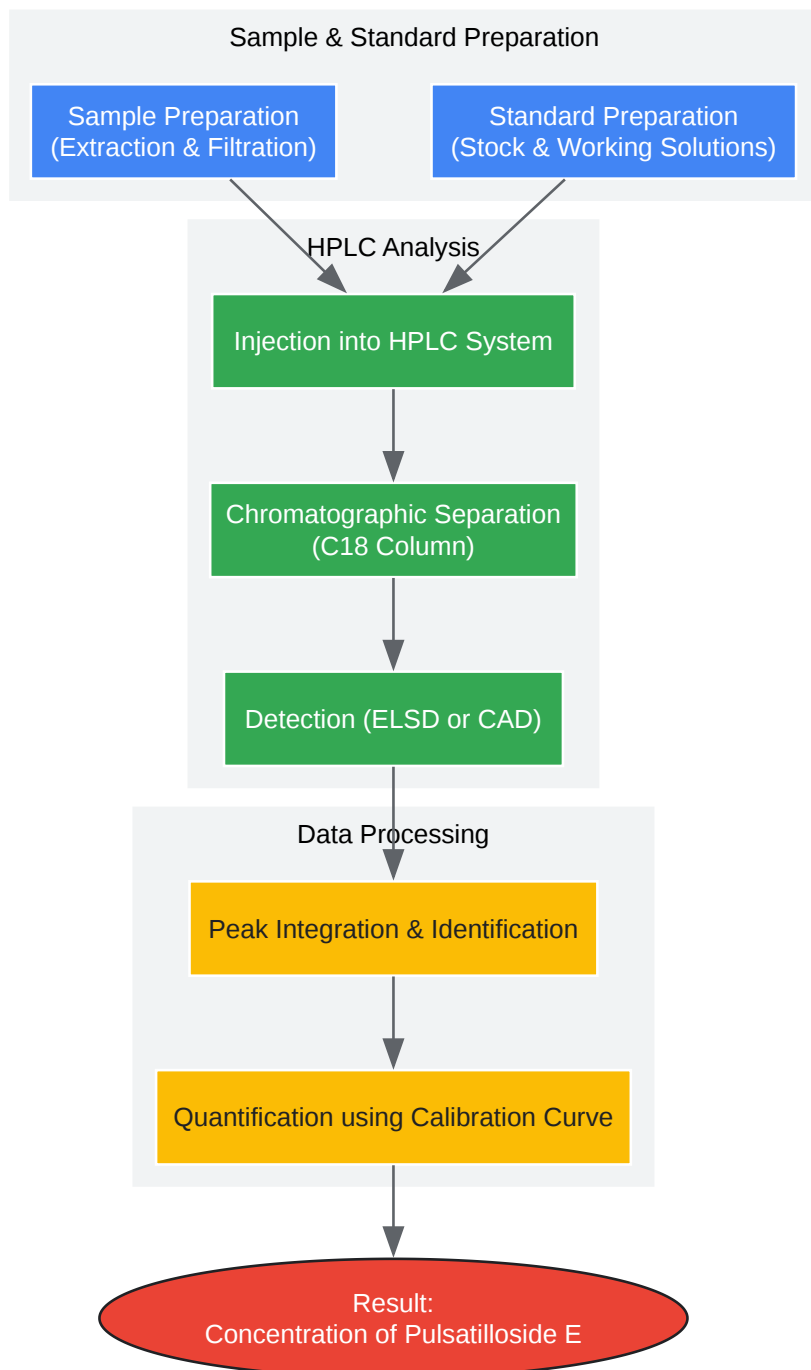 Sample & Standard Preparation
Sample Preparation
(Extraction & Filtration)
Standard Preparation
(Stock & Working Solutions)
HPLC Analysis
Injection into HPLC System
Chromatographic Separation
(C18 Column)
Detection (ELSD or CAD)
Data Processing
Peak Integration & Identification
Quantification using Calibration Curve
Result:
Concentration of Pulsatilloside E